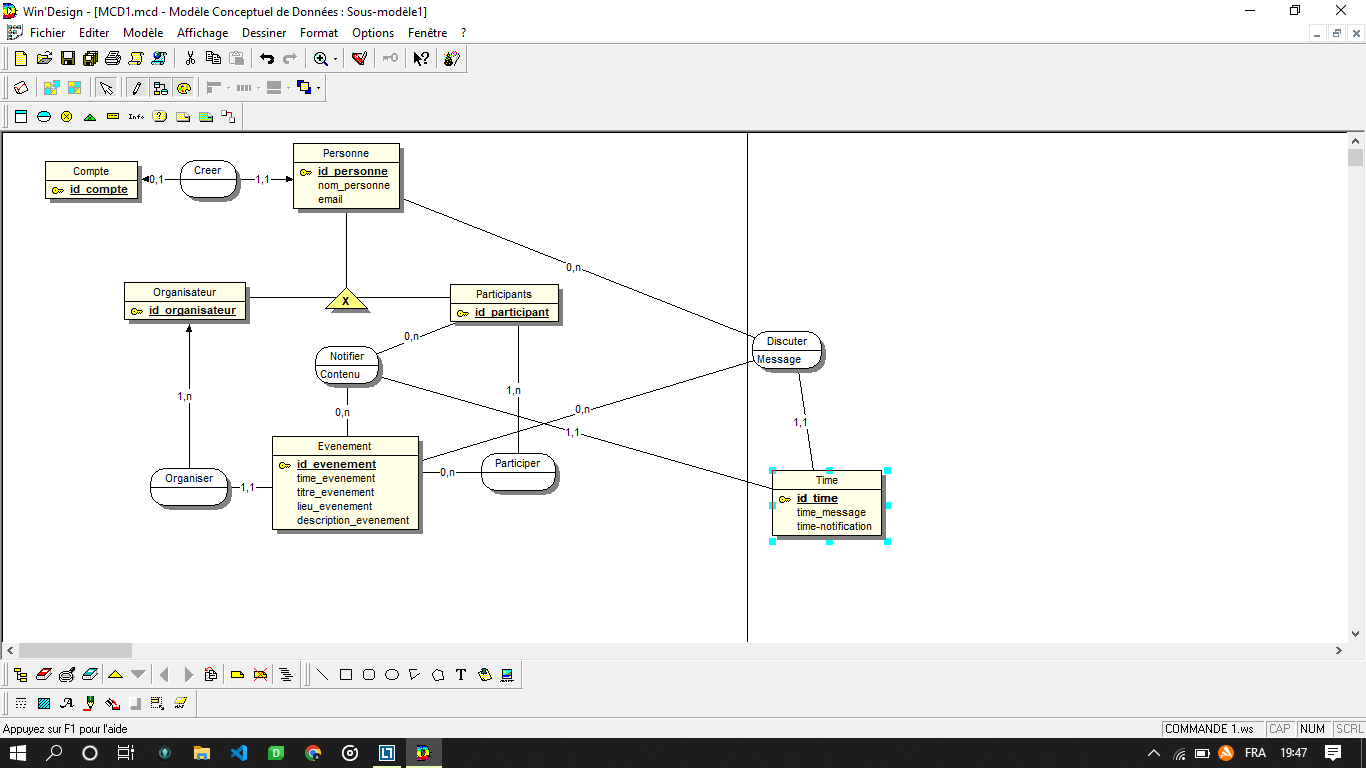 Win'Design - [MCD1.mcd - Modèle Conceptuel de Données : Sous-modèle1]
Fichier Editer Modèle Affichage Dessiner Format Options Fenêtre ?
Info
Personne
id_personne
nom_personne
email
Compte
id_compte
0,1
Creer
1,1
0,n
Organisateur
id_organisateur
X
Participants
id_participant
0,n
Notifier
Contenu
Discuter
Message
1,n
1,n
0,n
0,n
1,1
1,1
Evenement
id_evenement
time_evenement
titre_evenement
lieu_evenement
description_evenement
Organiser
1,1
0,n
Participer
Time
id_time
time_message
time-notification
T
Appuyez sur F1 pour l'aide
COMMANDE 1.ws CAP NUM SCRL
FRA 19:47